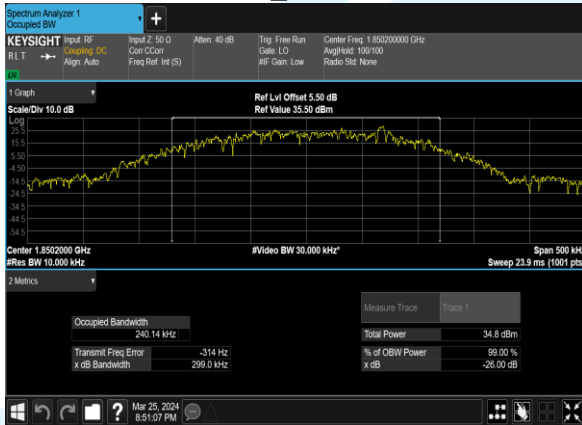 Spectrum Analyzer 1
Occupied BW
KEYSIGHT
R L T
Input: RF
Coupling: DC
Align: Auto
Input Z: 50 Ω
Corr CCorr
Freq Ref: Int (S)
Atten: 40 dB
Trig: Free Run
Gate: LO
#IF Gain: Low
Center Freq: 1.850200000 GHz
Avg|Hold: 100/100
Radio Std: None
1 Graph
Scale/Div 10.0 dB
Ref Lvl Offset 5.50 dB
Ref Value 35.50 dBm
Log
25.5
15.5
5.50
-4.50
-14.5
-24.5
-34.5
-44.5
-54.5
Center 1.8502000 GHz
#Res BW 10.000 kHz
#Video BW 30.000 kHz*
Span 500 kHz
Sweep 23.9 ms (1001 pts
2 Metrics
Measure Trace
Trace 1
Occupied Bandwidth
240.14 kHz
Total Power
34.8 dBm
Transmit Freq Error
-314 Hz
% of OBW Power
99.00 %
x dB Bandwidth
299.0 kHz
x dB
-26.00 dB
?
Mar 25, 2024
8:51:07 PM